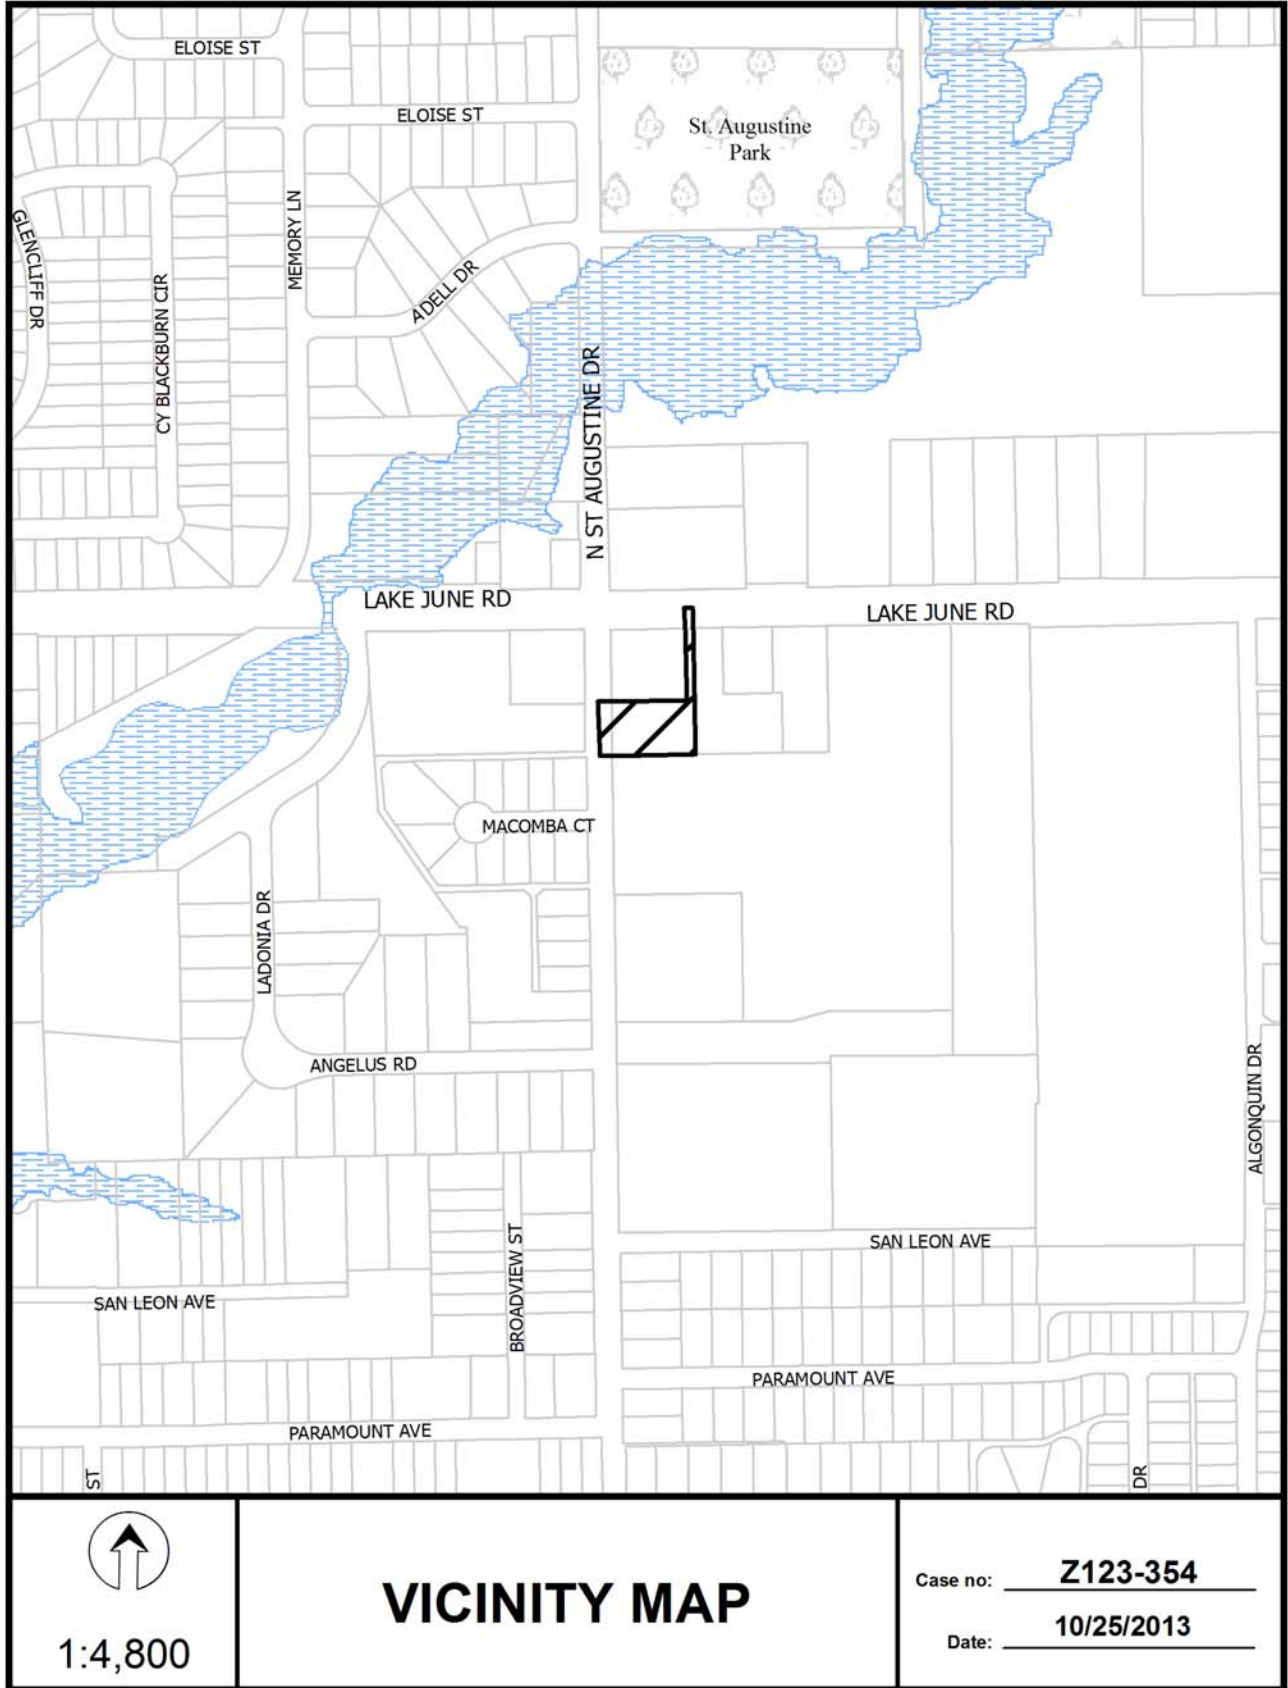 ELOISE ST
ELOISE ST
St. Augustine
Park
GLENCLIFF DR
MEMORY LN
CY BLACKBURN CIR
ADELL DR
N ST AUGUSTINE DR
LAKE JUNE RD
LAKE JUNE RD
MACOMBA CT
LADONIA DR
ANGELUS RD
ALGONQUIN DR
SAN LEON AVE
BROADVIEW ST
SAN LEON AVE
PARAMOUNT AVE
PARAMOUNT AVE
ST
DR
1:4,800
VICINITY MAP
Case no: Z123-354
Date: 10/25/2013